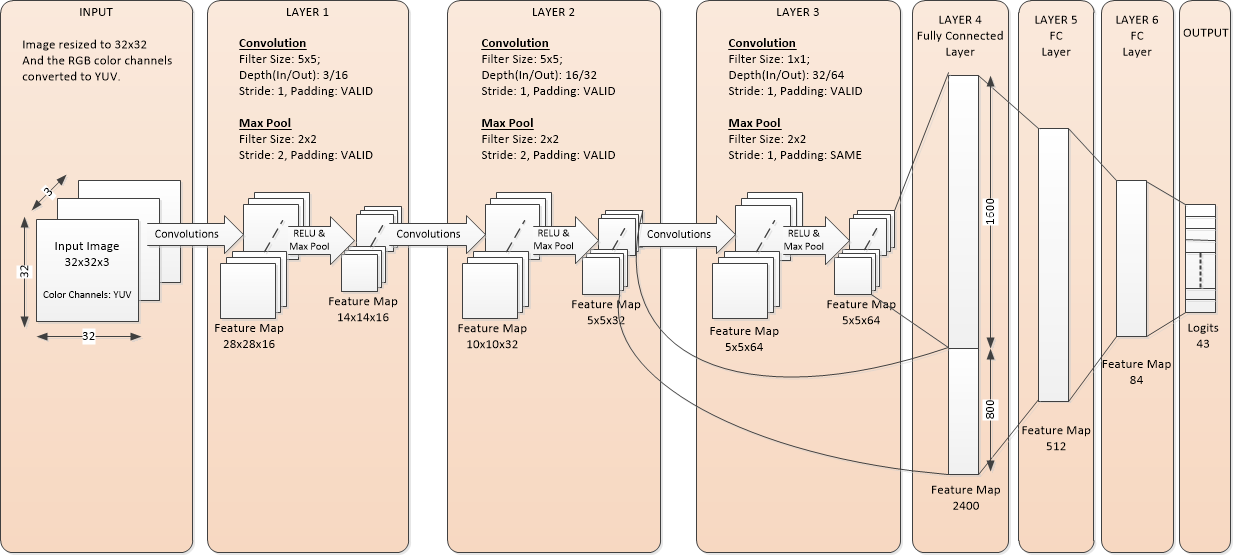 INPUT
Image resized to 32x32
And the RGB color channels
converted to YUV.
3
32
Input Image
32x32x3
Color Channels: YUV
32
Convolutions
LAYER 1
Convolution
Filter Size: 5x5;
Depth(In/Out): 3/16
Stride: 1, Padding: VALID
Max Pool
Filter Size: 2x2
Stride: 2, Padding: VALID
RELU &
Max Pool
Feature Map
28x28x16
Feature Map
14x14x16
Convolutions
LAYER 2
Convolution
Filter Size: 5x5;
Depth(In/Out): 16/32
Stride: 1, Padding: VALID
Max Pool
Filter Size: 2x2
Stride: 2, Padding: VALID
RELU &
Max Pool
Feature Map
10x10x32
Feature Map
5x5x32
Convolutions
LAYER 3
Convolution
Filter Size: 1x1;
Depth(In/Out): 32/64
Stride: 1, Padding: VALID
Max Pool
Filter Size: 2x2
Stride: 1, Padding: SAME
RELU &
Max Pool
Feature Map
5x5x64
Feature Map
5x5x64
LAYER 4
Fully Connected
Layer
1600
800
Feature Map
2400
LAYER 5
FC
Layer
Feature Map
512
LAYER 6
FC
Layer
Feature Map
84
OUTPUT
Logits
43